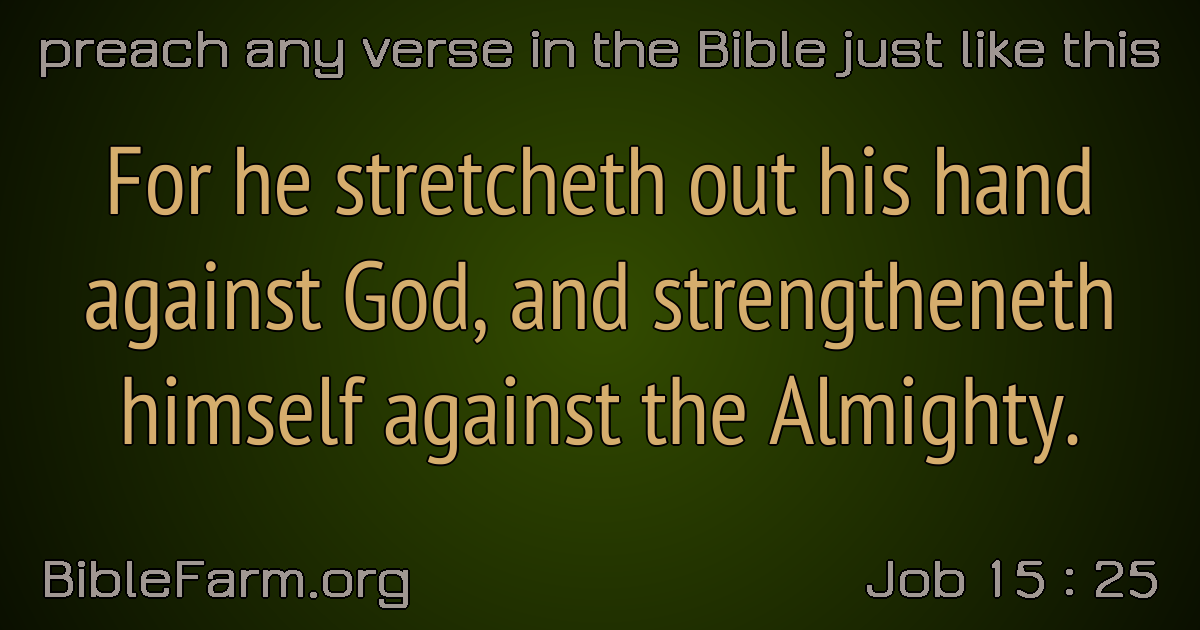 preach any verse in the Bible just like this
For he stretcheth out his hand
against God, and strengtheneth
himself against the Almighty.
BibleFarm.org
Job 15 : 25